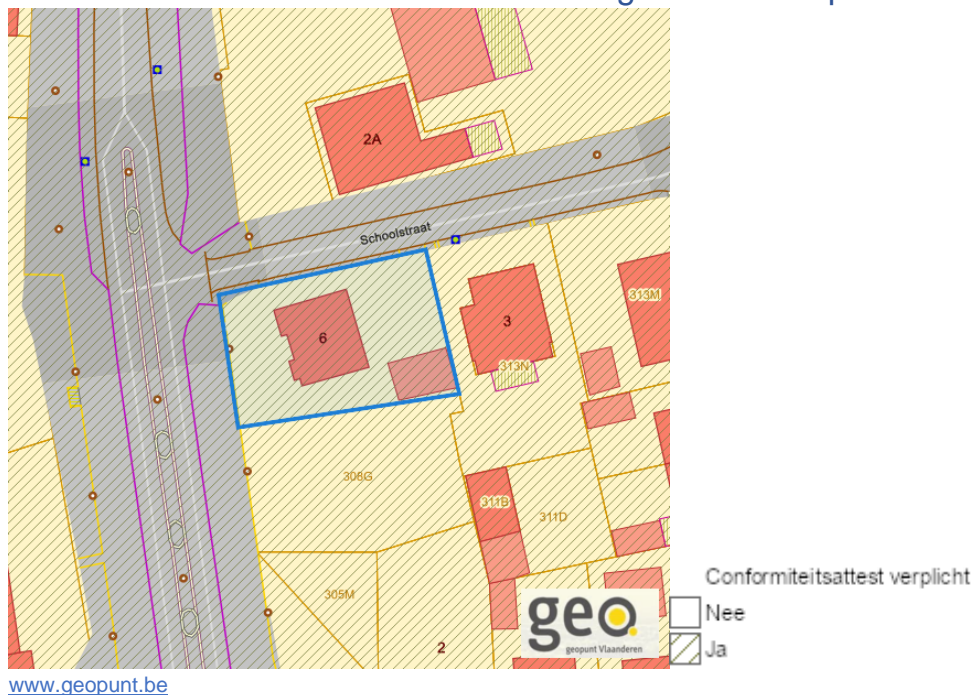 2A
Schoolstraat
313M
6
3
313N
308G
311B
311D
305M
2
geo.
geopunt Vlaanderen
Conformiteitsattest verplicht
Nee
Ja
www.geopunt.be